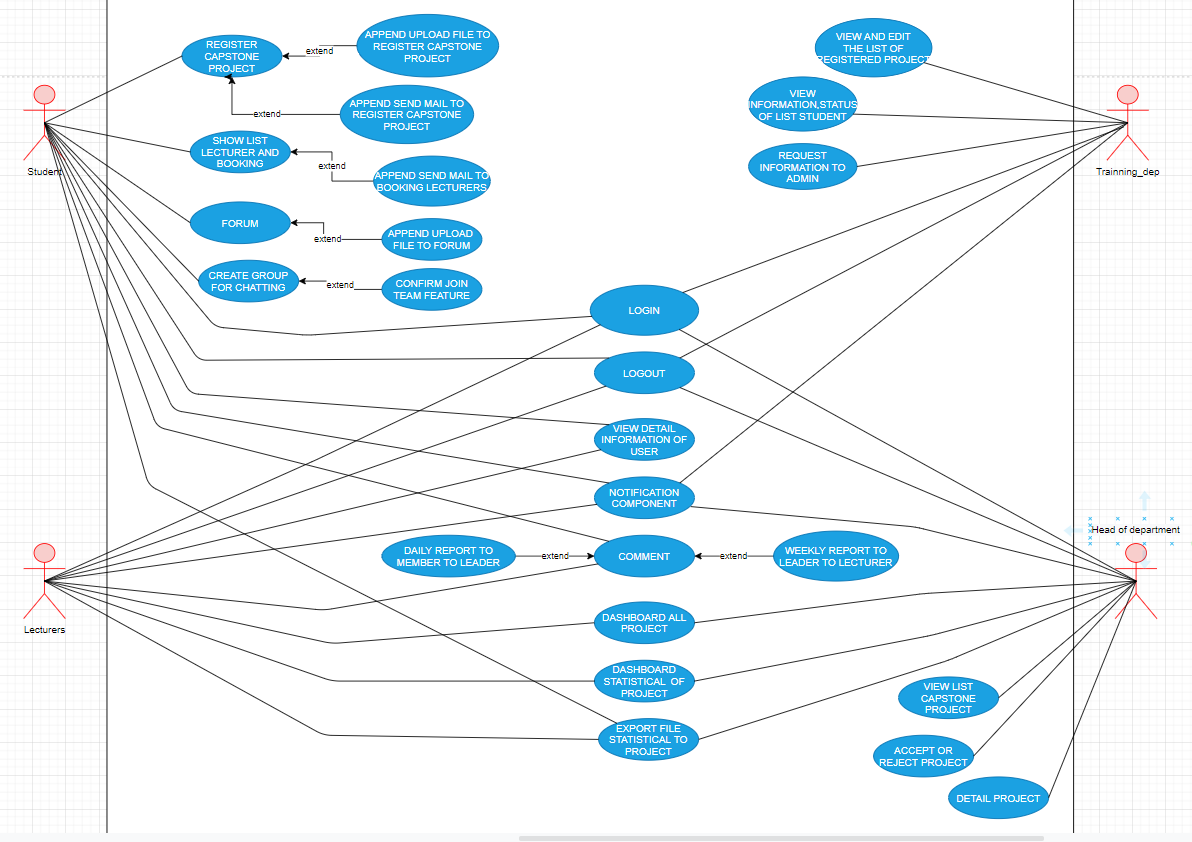 REGISTER
CAPSTONE
PROJECT
extend
APPEND UPLOAD FILE TO
REGISTER CAPSTONE
PROJECT
extend
APPEND SEND MAIL TO
REGISTER CAPSTONE
PROJECT
VIEW AND EDIT
THE LIST OF
REGISTERED PROJECT
VIEW
INFORMATION,STATUS
OF LIST STUDENT
REQUEST
INFORMATION TO
ADMIN
Student
Trainning_dep
SHOW LIST
LECTURER AND
BOOKING
extend
APPEND SEND MAIL TO
BOOKING LECTURERS
FORUM
extend
APPEND UPLOAD
FILE TO FORUM
CREATE GROUP
FOR CHATTING
extend
CONFIRM JOIN
TEAM FEATURE
LOGIN
LOGOUT
VIEW DETAIL
INFORMATION OF
USER
NOTIFICATION
COMPONENT
Head of department
DAILY REPORT TO
MEMBER TO LEADER
extend
COMMENT
extend
WEEKLY REPORT TO
LEADER TO LECTURER
Lecturers
DASHBOARD ALL
PROJECT
DASHBOARD
STATISTICAL OF
PROJECT
EXPORT FILE
STATISTICAL TO
PROJECT
VIEW LIST
CAPSTONE
PROJECT
ACCEPT OR
REJECT PROJECT
DETAIL PROJECT